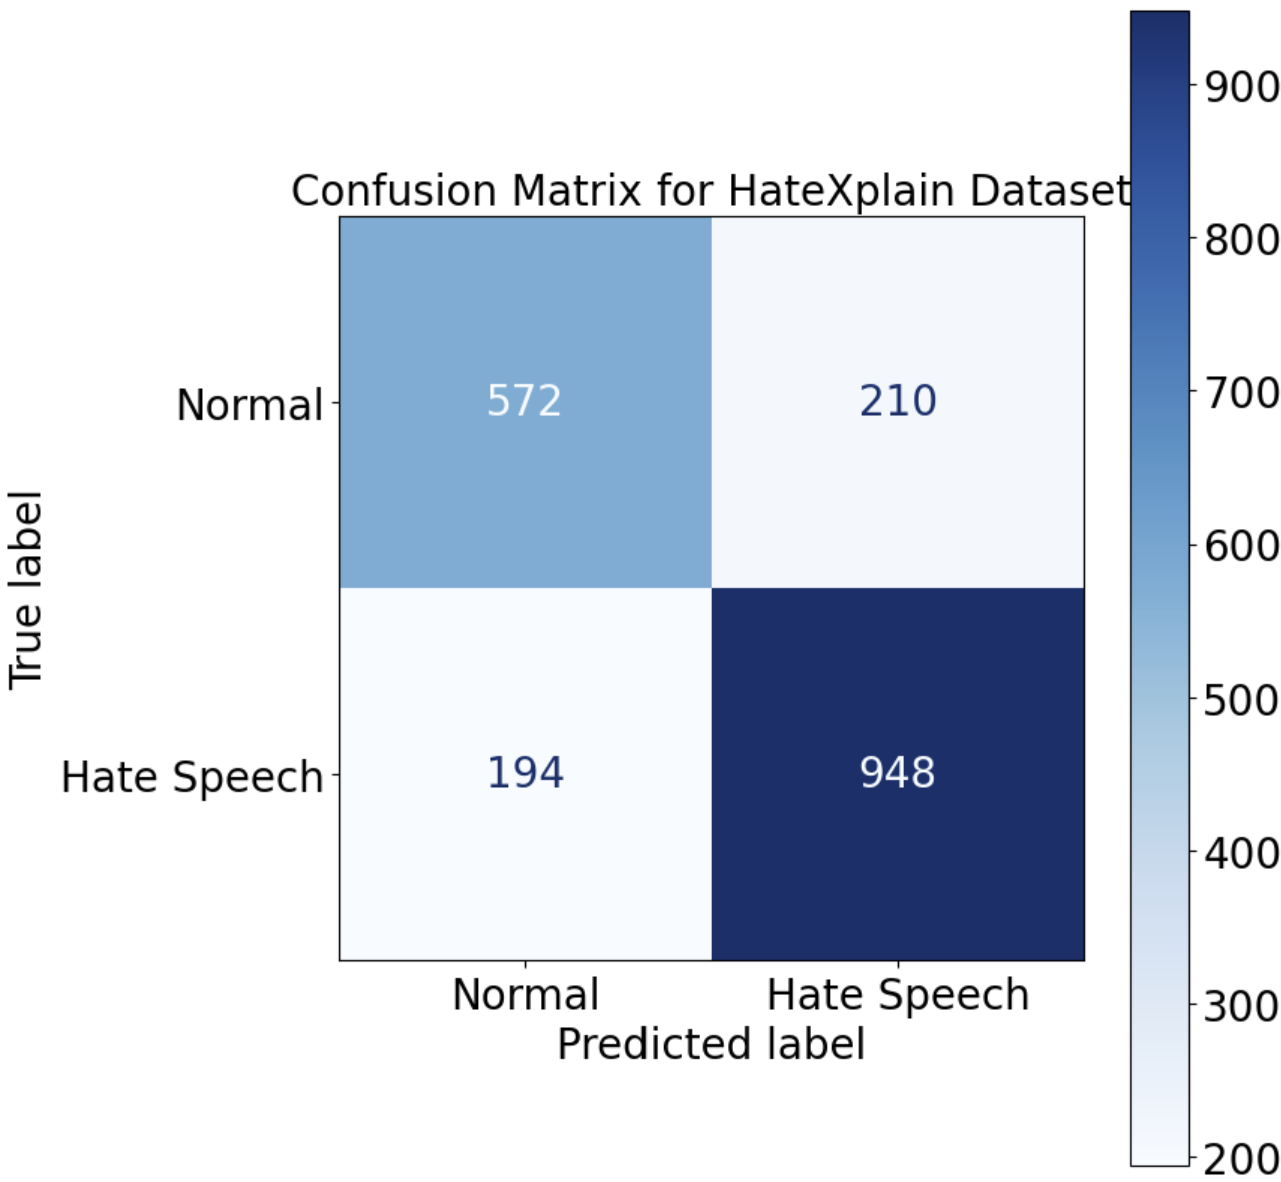 Confusion Matrix for HateXplain Dataset
True label
Normal
572
210
Hate Speech
194
948
Normal
Hate Speech
Predicted label
900
800
700
600
500
400
300
200